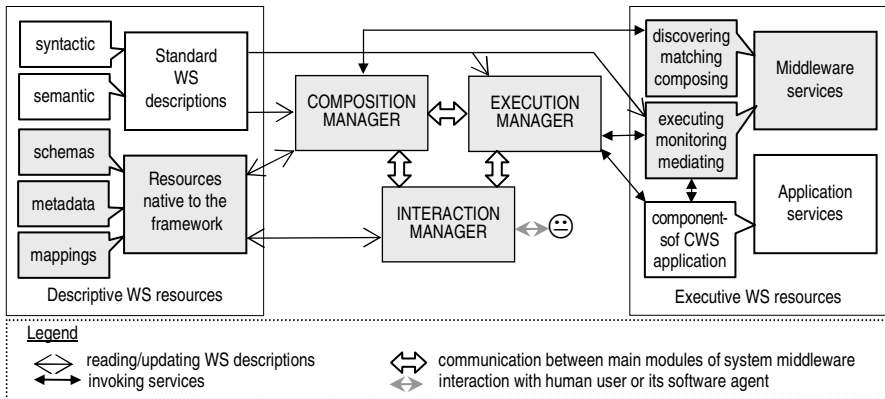 syntactic
semantic
Standard
WS
descriptions
schemas
metadata
mappings
Resources
native to the
framework
Descriptive WS resources
COMPOSITION
MANAGER
EXECUTION
MANAGER
INTERACTION
MANAGER
discovering
matching
composing
Middleware
services
executing
monitoring
mediating
component-
sof CWS
application
Application
services
Executive WS resources
Legend
reading/updating WS descriptions
invoking services
communication between main modules of system middleware
interaction with human user or its software agent